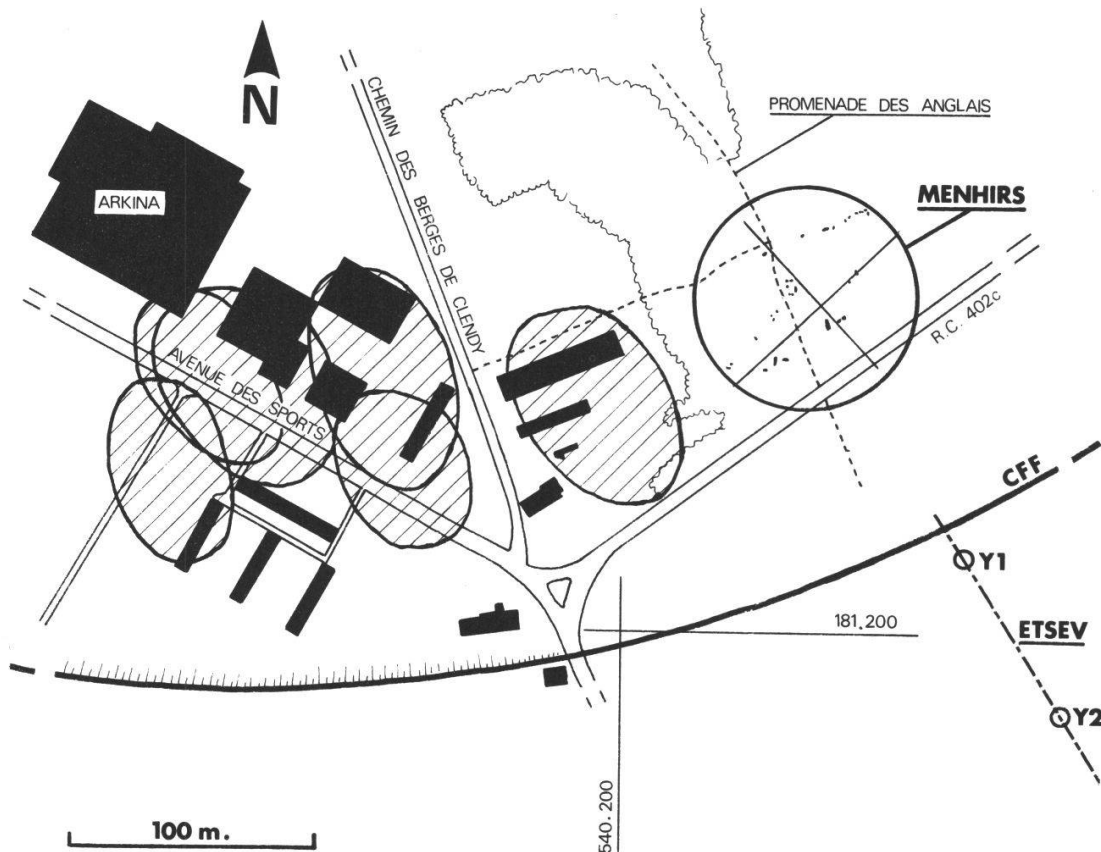 N
CHEMIN DES BERGES DE CLENDY
PROMENADE DES ANGLAIS
ARKINA
MENHIRS
R.C. 402c
AVENUE DES SPORTS
CFF
Y1
181.200
ETSEV
Y2
540.200
100 m.